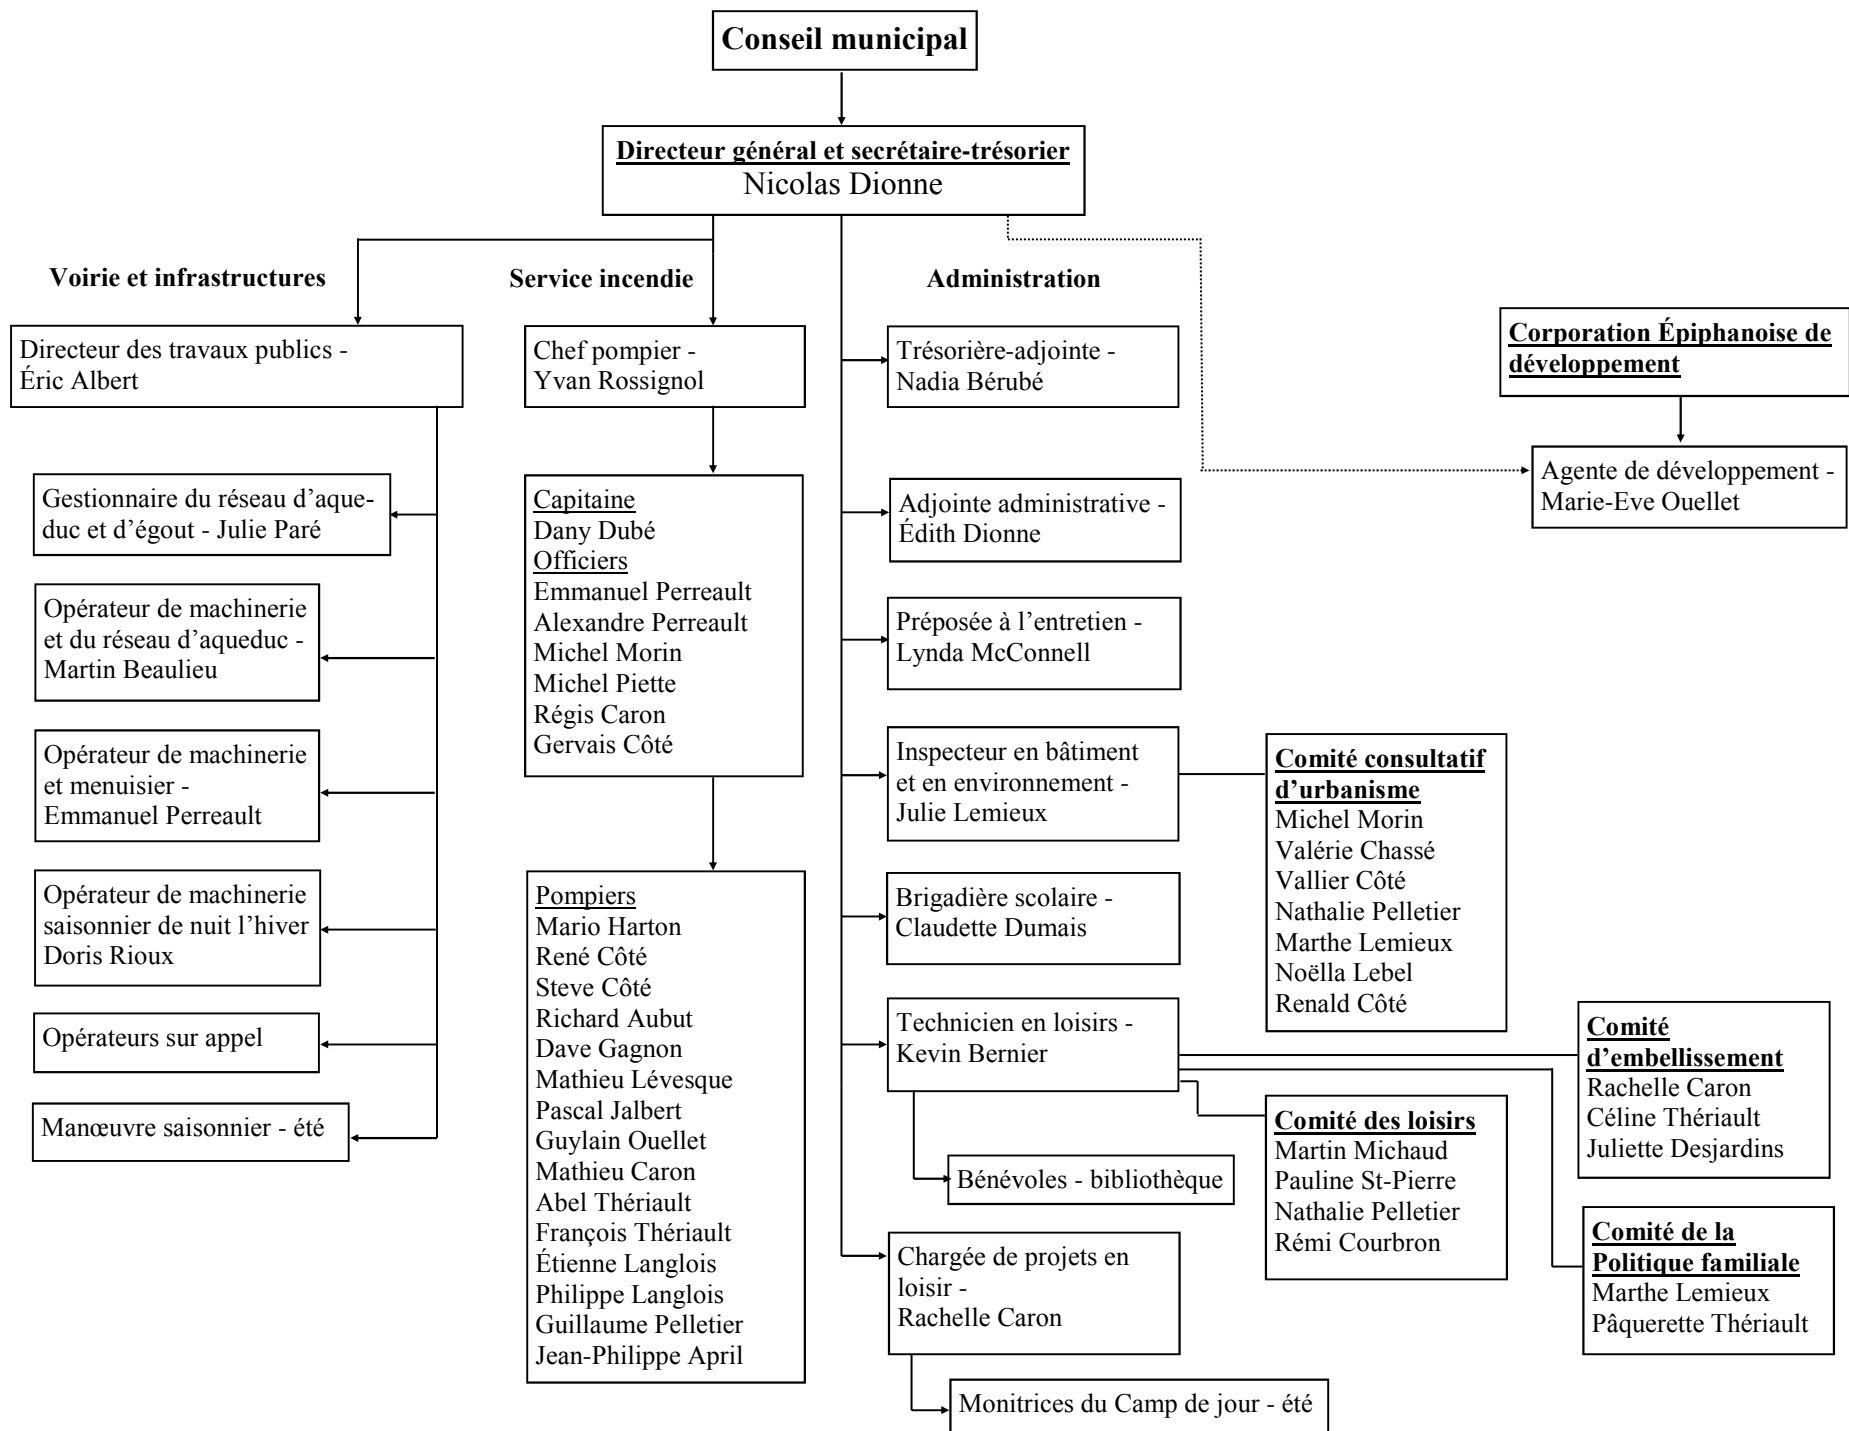 Conseil municipal
Directeur général et secrétaire-trésorier
Nicolas Dionne
Voirie et infrastructures
Service incendie
Administration
Directeur des travaux publics -
Éric Albert
Gestionnaire du réseau d’aque-
duc et d’égout - Julie Paré
Opérateur de machinerie
et du réseau d’aqueduc -
Martin Beaulieu
Opérateur de machinerie
et menuisier -
Emmanuel Perreault
Opérateur de machinerie
saisonnier de nuit l’hiver
Doris Rioux
Opérateurs sur appel
Manœuvre saisonnier - été
Chef pompier -
Yvan Rossignol
Capitaine
Dany Dubé
Officiers
Emmanuel Perreault
Alexandre Perreault
Michel Morin
Michel Piette
Régis Caron
Gervais Côté
Pompiers
Mario Harton
René Côté
Steve Côté
Richard Aubut
Dave Gagnon
Mathieu Lévesque
Pascal Jalbert
Guylain Ouellet
Mathieu Caron
Abel Thériault
François Thériault
Étienne Langlois
Philippe Langlois
Guillaume Pelletier
Jean-Philippe April
Trésorière-adjointe -
Nadia Bérubé
Adjointe administrative -
Édith Dionne
Préposée à l’entretien -
Lynda McConnell
Inspecteur en bâtiment
et en environnement -
Julie Lemieux
Brigadière scolaire -
Claudette Dumais
Technicien en loisirs -
Kevin Bernier
Bénévoles - bibliothèque
Chargée de projets en
loisir -
Rachelle Caron
Monitrices du Camp de jour - été
Comité consultatif
d’urbanisme
Michel Morin
Valérie Chassé
Vallier Côté
Nathalie Pelletier
Marthe Lemieux
Noëlla Lebel
Renald Côté
Comité des loisirs
Martin Michaud
Pauline St-Pierre
Nathalie Pelletier
Rémi Courbron
Corporation Épiphanoise de
développement
Agente de développement -
Marie-Eve Ouellet
Comité
d’embellissement
Rachelle Caron
Céline Thériault
Juliette Desjardins
Comité de la
Politique familiale
Marthe Lemieux
Pâquerette Thériault